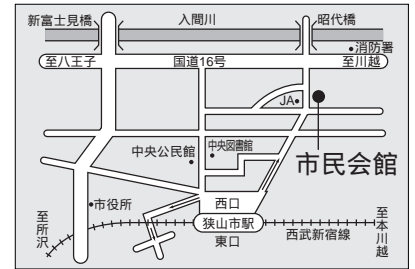 新富士見橋
入間川
昭代橋
消防署
至八王子
国道16号
至川越
JA
市民会館
中央公民館
中央図書館
市役所
西口
狭山市駅
東口
西武新宿線
至所沢
至本川越